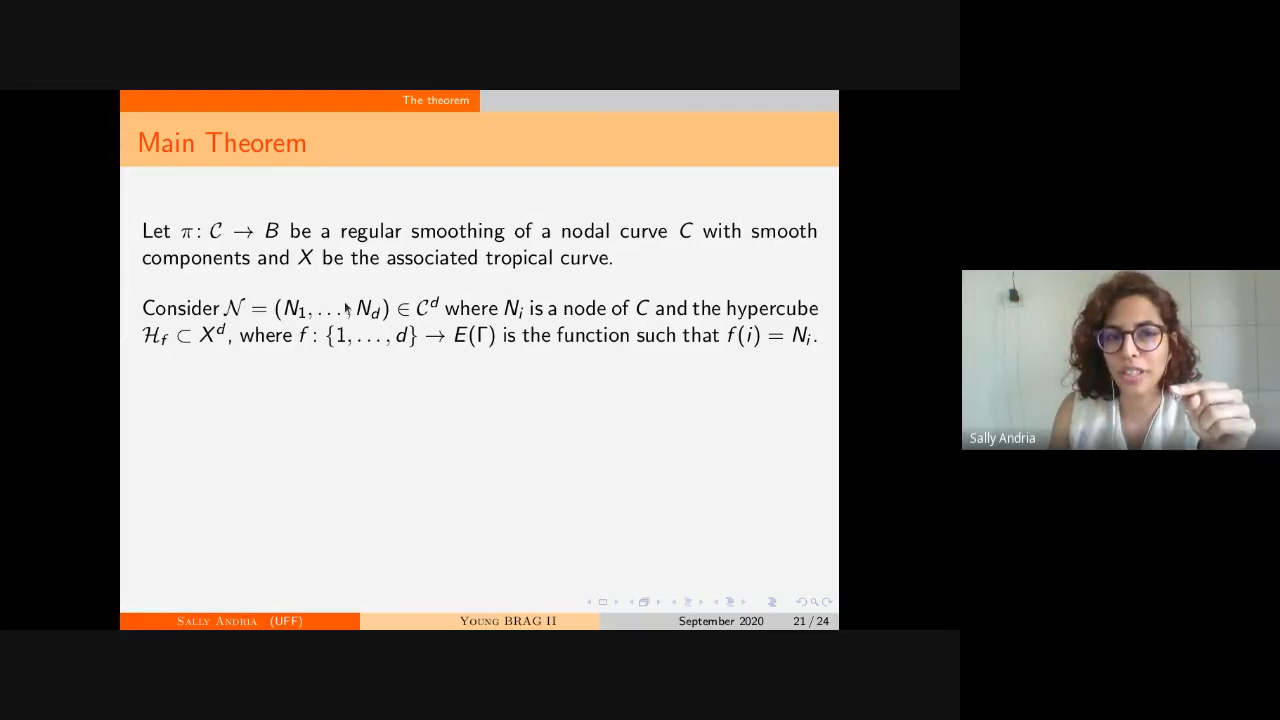 The theorem
Main Theorem
Let π: 𝒞 → B be a regular smoothing of a nodal curve C with smooth
components and X be the associated tropical curve.
Consider 𝒩 = (N₁, . . . , N_d) ∈ 𝒞^d where N_i is a node of C and the hypercube
ℋ_f ⊂ X^d, where f : {1, . . . , d} → E(Γ) is the function such that f(i) = N_i.
Sally Andria
Sally Andria (UFF)
Young BRAG II
September 2020
21 / 24